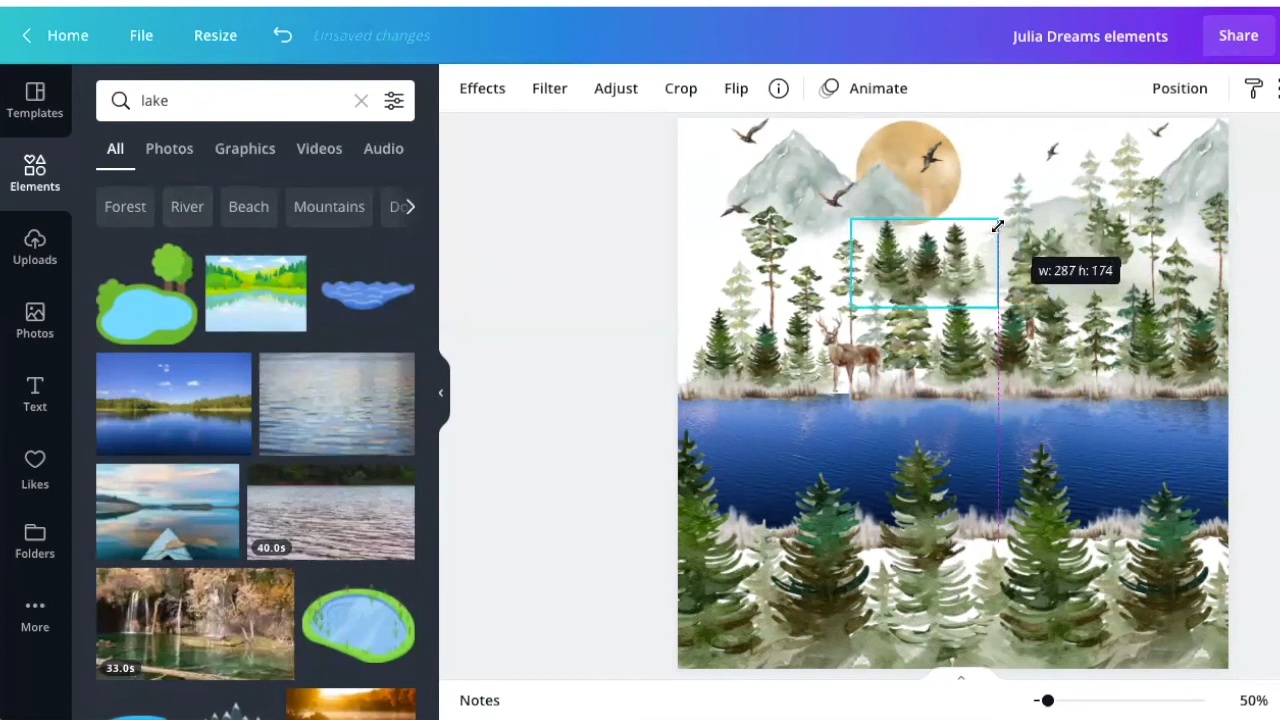 Home
File
Resize
Unsaved changes
Julia Dreams elements
Share
Templates
Elements
Uploads
Photos
Text
Likes
Folders
More
lake
All
Photos
Graphics
Videos
Audio
Forest
River
Beach
Mountains
40.0s
33.0s
Effects
Filter
Adjust
Crop
Flip
Animate
Position
w: 287 h: 174
Notes
50%